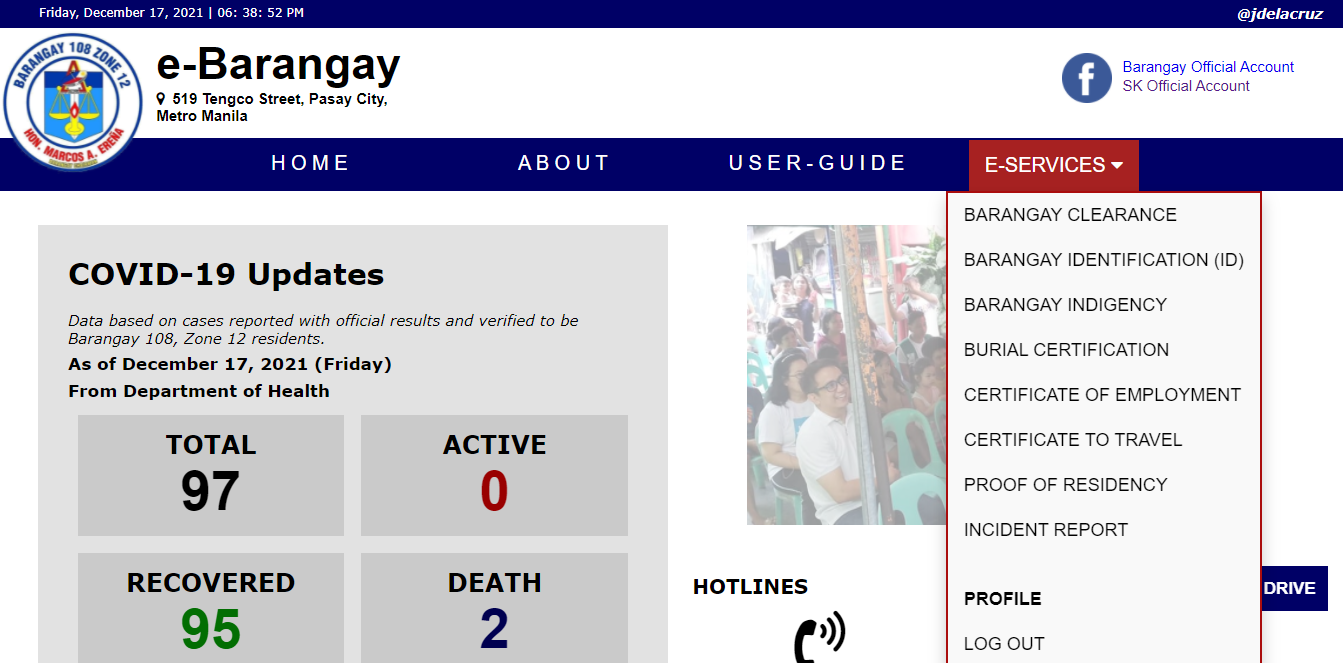 Friday, December 17, 2021 | 06: 38: 52 PM
@jdelacruz
BARANGAY 108 ZONE 12
HON. MARCOS A. EREÑA
e-Barangay
519 Tengco Street, Pasay City,
Metro Manila
Barangay Official Account
SK Official Account
HOME
ABOUT
USER-GUIDE
E-SERVICES
BARANGAY CLEARANCE
BARANGAY IDENTIFICATION (ID)
BARANGAY INDIGENCY
BURIAL CERTIFICATION
CERTIFICATE OF EMPLOYMENT
CERTIFICATE TO TRAVEL
PROOF OF RESIDENCY
INCIDENT REPORT
PROFILE
LOG OUT
COVID-19 Updates
Data based on cases reported with official results and verified to be
Barangay 108, Zone 12 residents.
As of December 17, 2021 (Friday)
From Department of Health
TOTAL
97
ACTIVE
0
RECOVERED
95
DEATH
2
HOTLINES
DRIVE